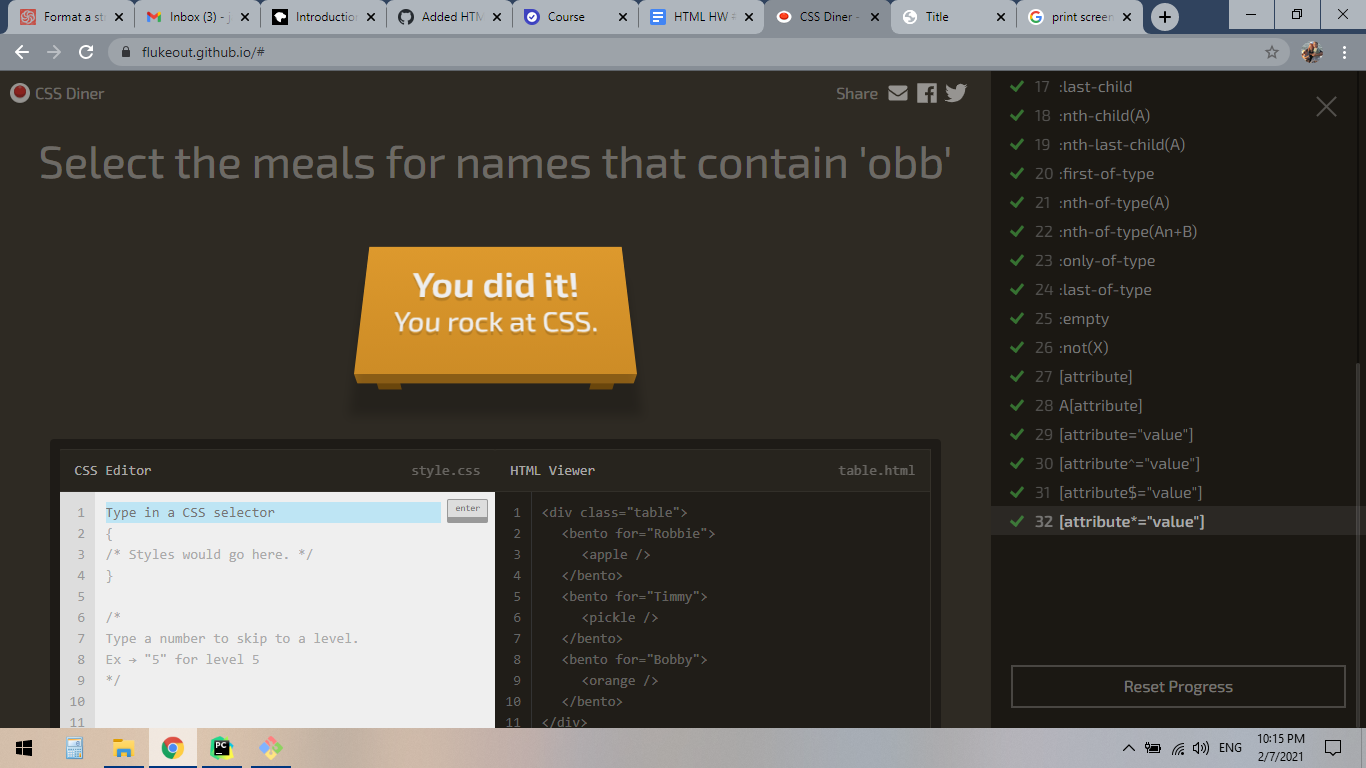 Format a st
Inbox (3) - j
Introduction
Added HTM
Course
HTML HW #
CSS Diner -
Title
print screen
flukeout.github.io/#
CSS Diner
Share
Select the meals for names that contain 'obb'
You did it!
You rock at CSS.
CSS Editor
style.css
HTML Viewer
table.html
1 Type in a CSS selector
enter
2 {
3 /* Styles would go here. */
4 }
5
6 /*
7 Type a number to skip to a level.
8 Ex → "5" for level 5
9 */
10
11
1 <div class="table">
2 <bento for="Robbie">
3 <apple />
4 </bento>
5 <bento for="Timmy">
6 <pickle />
7 </bento>
8 <bento for="Bobby">
9 <orange />
10 </bento>
11 </div>
17 :last-child
18 :nth-child(A)
19 :nth-last-child(A)
20 :first-of-type
21 :nth-of-type(A)
22 :nth-of-type(An+B)
23 :only-of-type
24 :last-of-type
25 :empty
26 :not(X)
27 [attribute]
28 A[attribute]
29 [attribute="value"]
30 [attribute^="value"]
31 [attribute$="value"]
32 [attribute*="value"]
Reset Progress
PC
ENG
10:15 PM
2/7/2021